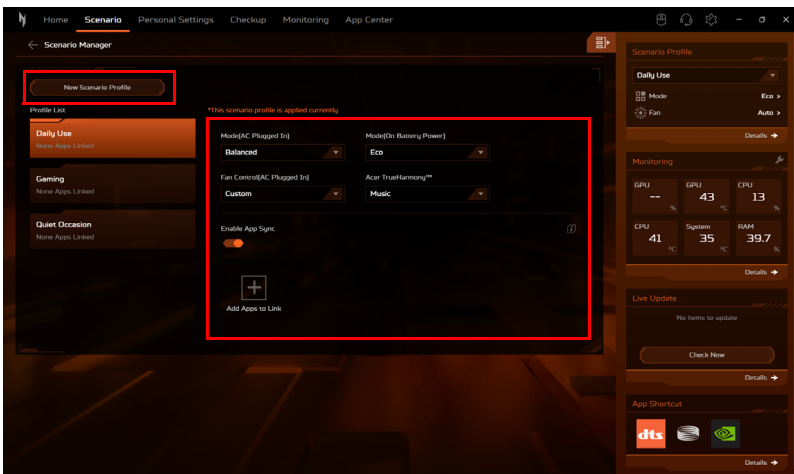 Home Scenario Personal Settings Checkup Monitoring App Center
Scenario Manager
New Scenario Profile
Profile List
Daily Use
None Apps Linked
Gaming
None Apps Linked
Quiet Occasion
None Apps Linked
*This scenario profile is applied currently
Mode[AC Plugged In] Mode[On Battery Power]
Balanced Eco
Fan Control[AC Plugged In] Acer TrueHarmony™
Custom Music
Enable App Sync
Add Apps to Link
Scenario Profile
Daily Use
Mode Eco >
Fan Auto >
Details →
Monitoring
GPU GPU CPU
-- 43 13
% °C %
CPU System RAM
41 35 39.7
°C °C %
Details →
Live Update
No items to update
Check Now
Details →
App Shortcut
dts
Details →